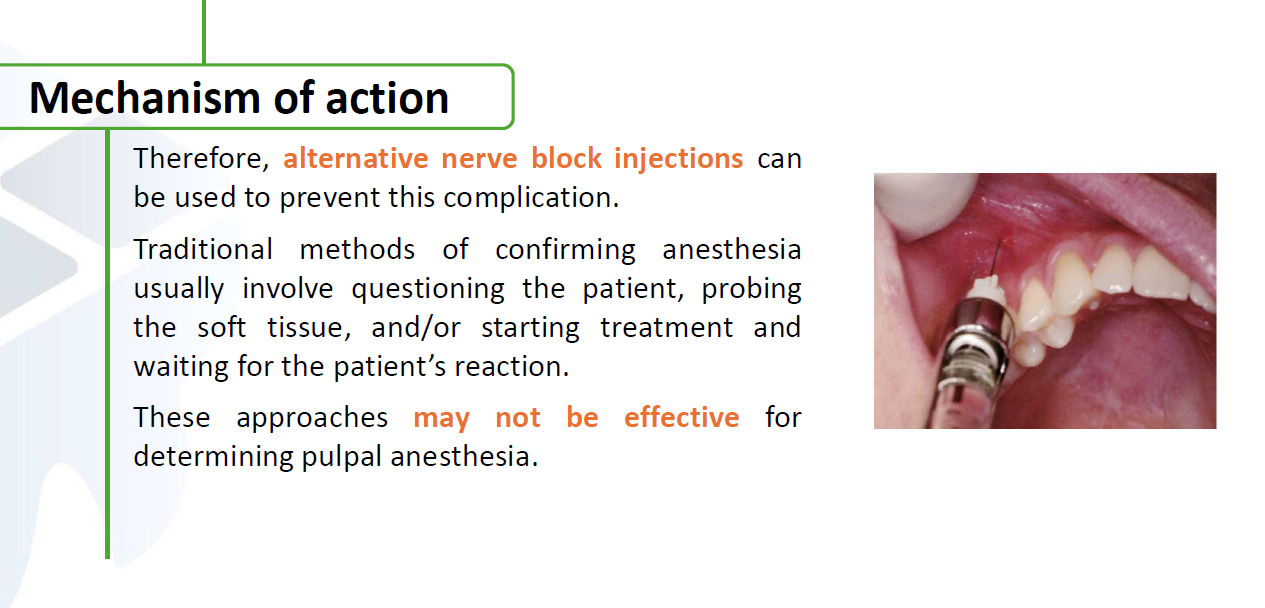 Mechanism of action
Therefore, alternative nerve block injections can
be used to prevent this complication.
Traditional methods of confirming anesthesia
usually involve questioning the patient, probing
the soft tissue, and/or starting treatment and
waiting for the patient’s reaction.
These approaches may not be effective for
determining pulpal anesthesia.